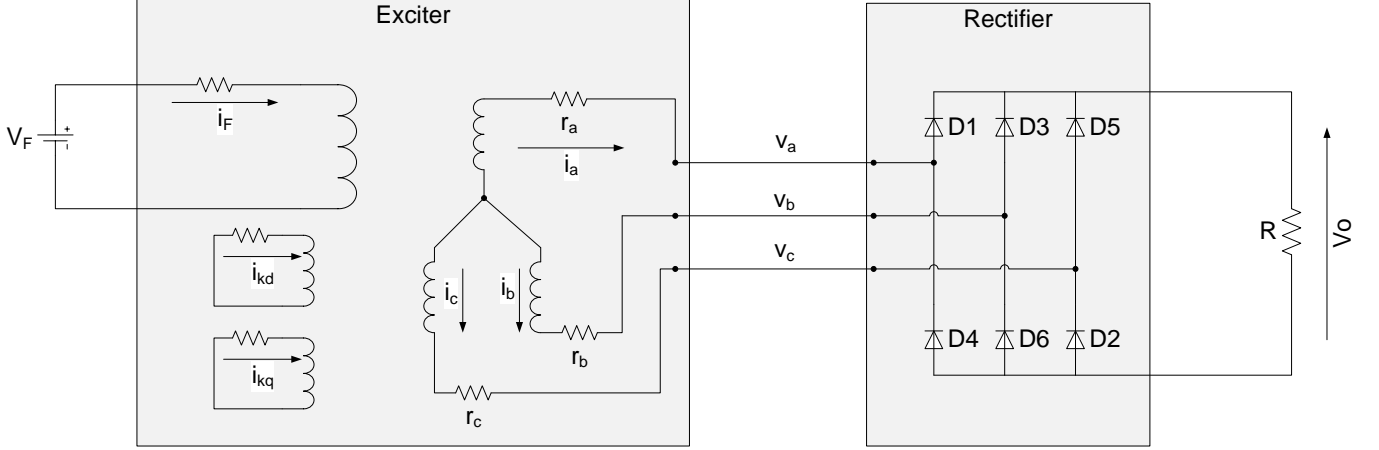 Exciter
Rectifier
V_F
+
-
i_F
r_a
i_a
v_a
v_b
v_c
D1
D3
D5
R
Vo
i_kd
i_c
i_b
r_b
D4
D6
D2
i_kq
r_c